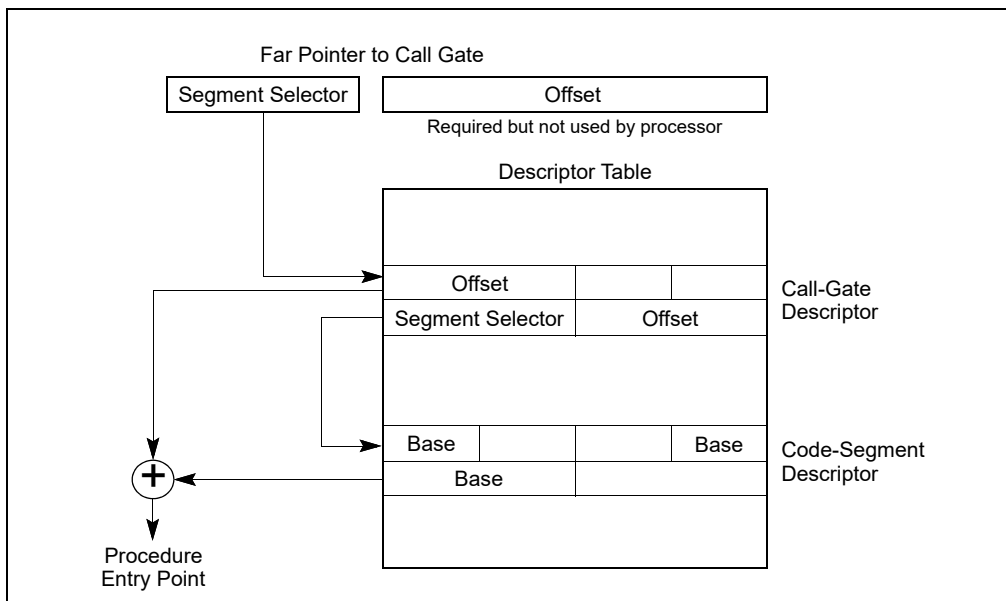 Far Pointer to Call Gate
Segment Selector
Offset
Required but not used by processor
Descriptor Table
Offset
Call-Gate
Descriptor
Segment Selector
Offset
Base
Base
Code-Segment
Descriptor
Base
+
Procedure
Entry Point